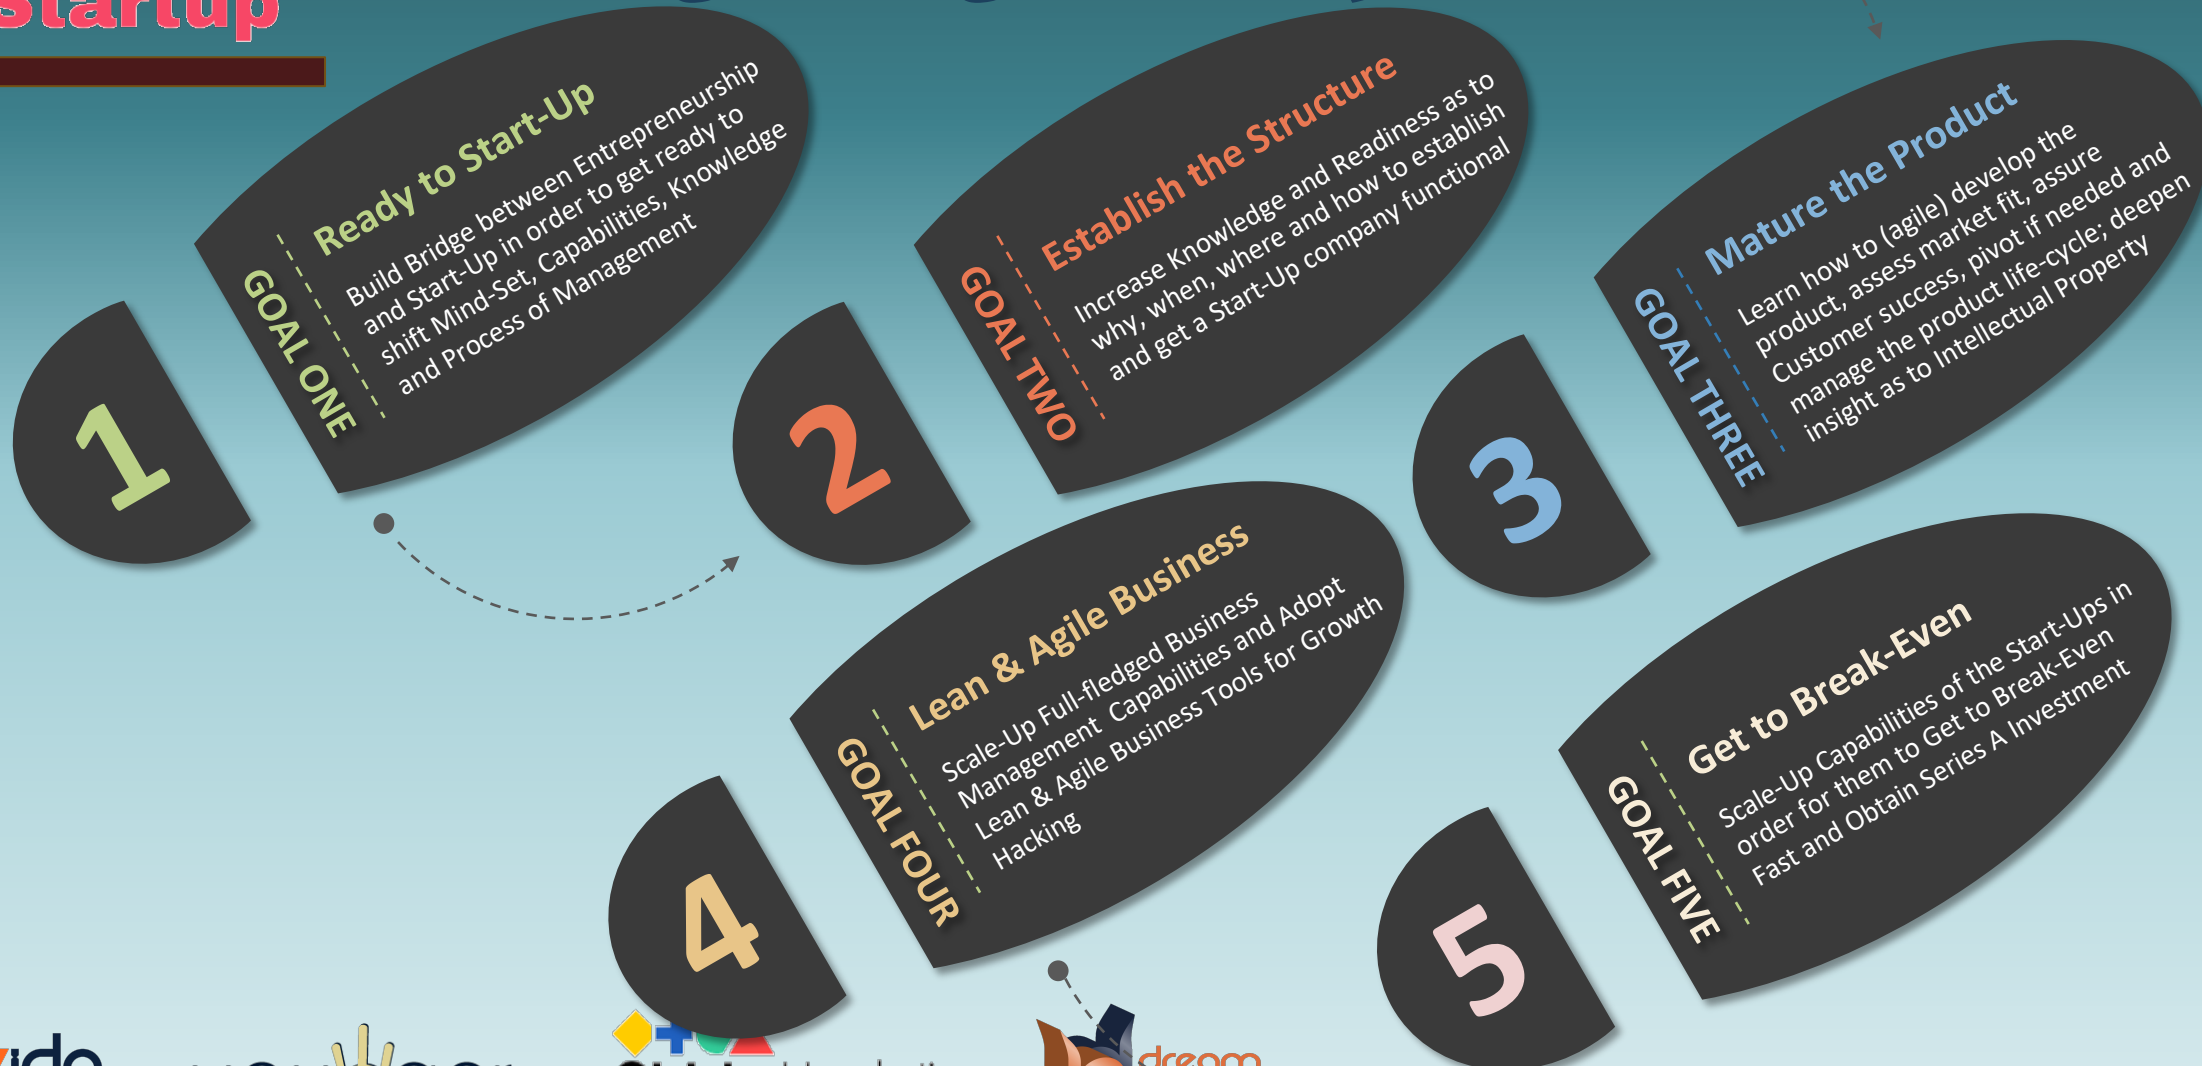 startup
Ready to Start-Up
Build Bridge between Entrepreneurship
and Start-Up in order to get ready to
shift Mind-Set, Capabilities, Knowledge
and Process of Management
GOAL ONE
1
Establish the Structure
Increase Knowledge and Readiness as to
why, when, where and how to establish
and get a Start-Up company functional
GOAL TWO
2
Mature the Product
Learn how to (agile) develop the
product, assess market fit, assure
Customer success, pivot if needed and
manage the product life-cycle; deepen
insight as to Intellectual Property
GOAL THREE
3
Lean & Agile Business
Scale-Up Full-fledged Business
Management  Capabilities and Adopt
Lean & Agile Business Tools for Growth
Hacking
GOAL FOUR
4
Get to Break-Even
Scale-Up Capabilities of the Start-Ups in
order for them to Get to Break-Even
Fast and Obtain Series A Investment
GOAL FIVE
5
dream